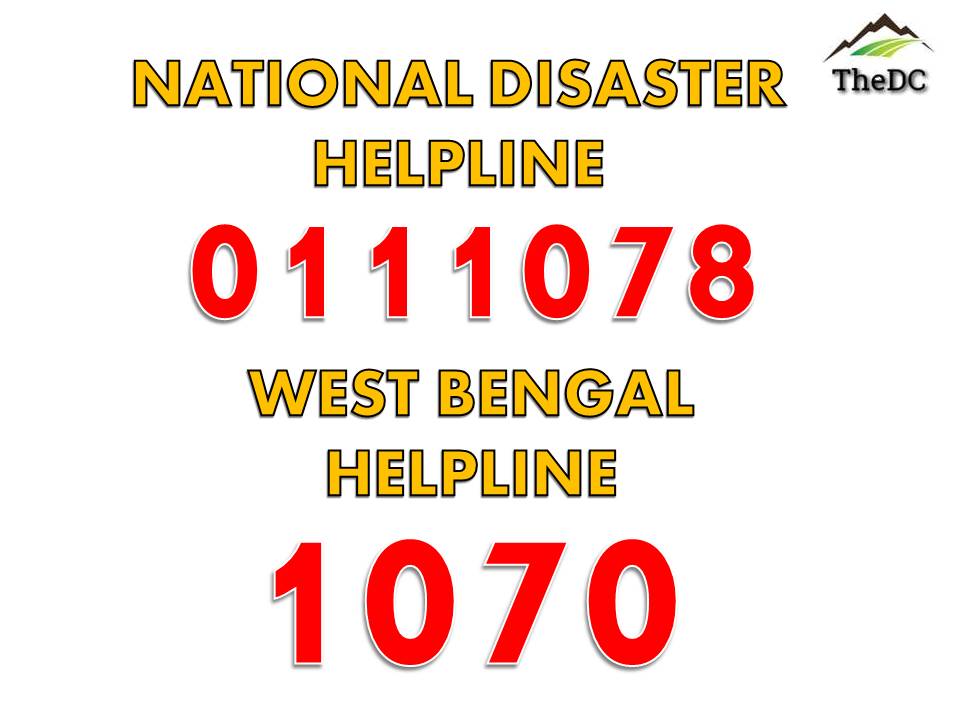 TheDC
NATIONAL DISASTER
HELPLINE
0111078
WEST BENGAL
HELPLINE
1070